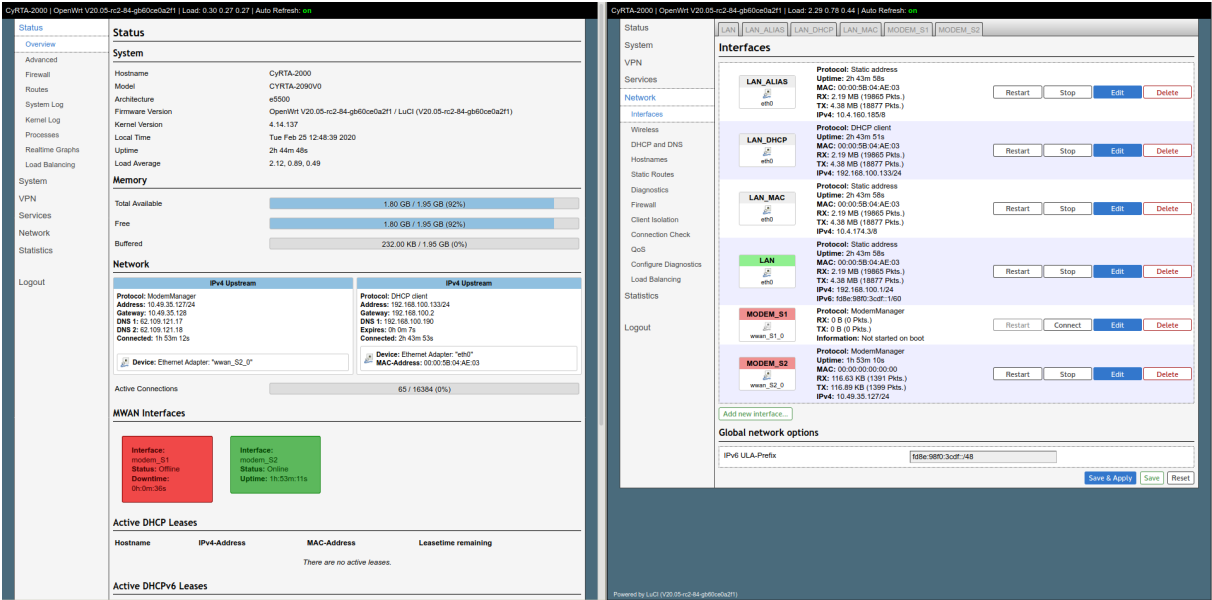 CyRTA-2000 | OpenWrt V20.05-rc2-84-gb60ce0a2f1 | Load: 0.30 0.27 0.27 | Auto Refresh: on
Status
Overview
Advanced
Firewall
Routes
System Log
Kernel Log
Processes
Realtime Graphs
Load Balancing
System
VPN
Services
Network
Statistics
Logout
Status
System
Hostname CyRTA-2000
Model CYRTA-2090V0
Architecture e5500
Firmware Version OpenWrt V20.05-rc2-84-gb60ce0a2f1 / LuCI (V20.05-rc2-84-gb60ce0a2f1)
Kernel Version 4.14.137
Local Time Tue Feb 25 12:48:39 2020
Uptime 2h 44m 48s
Load Average 2.12, 0.89, 0.49
Memory
Total Available 1.80 GB / 1.95 GB (92%)
Free 1.80 GB / 1.95 GB (92%)
Buffered 232.00 KB / 1.95 GB (0%)
Network
IPv4 Upstream
Protocol: ModemManager
Address: 10.49.35.127/24
Gateway: 10.49.35.128
DNS 1: 62.109.121.17
DNS 2: 62.109.121.18
Connected: 1h 53m 12s
Device: Ethernet Adapter: "wwan_S2_0"
IPv4 Upstream
Protocol: DHCP client
Address: 192.168.100.133/24
Gateway: 192.168.100.2
DNS 1: 192.168.100.190
Expires: 0h 0m 7s
Connected: 2h 43m 53s
Device: Ethernet Adapter: "eth0"
MAC-Address: 00:00:5B:04:AE:03
Active Connections 65 / 16384 (0%)
MWAN Interfaces
Interface:
modem_S1
Status: Offline
Downtime:
0h:0m:36s
Interface:
modem_S2
Status: Online
Uptime: 1h:53m:11s
Active DHCP Leases
Hostname IPv4-Address MAC-Address Leasetime remaining
There are no active leases.
Active DHCPv6 Leases
CyRTA-2000 | OpenWrt V20.05-rc2-84-gb60ce0a2f1 | Load: 2.29 0.78 0.44 | Auto Refresh: on
Status
System
VPN
Services
Network
Interfaces
Wireless
DHCP and DNS
Hostnames
Static Routes
Diagnostics
Firewall
Client Isolation
Connection Check
QoS
Configure Diagnostics
Load Balancing
Statistics
Logout
LAN LAN_ALIAS LAN_DHCP LAN_MAC MODEM_S1 MODEM_S2
Interfaces
LAN_ALIAS
eth0
Protocol: Static address
Uptime: 2h 43m 58s
MAC: 00:00:5B:04:AE:03
RX: 2.19 MB (19865 Pkts.)
TX: 4.38 MB (18877 Pkts.)
IPv4: 10.4.160.185/8
Restart Stop Edit Delete
LAN_DHCP
eth0
Protocol: DHCP client
Uptime: 2h 43m 51s
MAC: 00:00:5B:04:AE:03
RX: 2.19 MB (19865 Pkts.)
TX: 4.38 MB (18877 Pkts.)
IPv4: 192.168.100.133/24
Restart Stop Edit Delete
LAN_MAC
eth0
Protocol: Static address
Uptime: 2h 43m 58s
MAC: 00:00:5B:04:AE:03
RX: 2.19 MB (19865 Pkts.)
TX: 4.38 MB (18877 Pkts.)
IPv4: 10.4.174.3/8
Restart Stop Edit Delete
LAN
eth0
Protocol: Static address
Uptime: 2h 43m 58s
MAC: 00:00:5B:04:AE:03
RX: 2.19 MB (19865 Pkts.)
TX: 4.38 MB (18877 Pkts.)
IPv4: 192.168.100.1/24
IPv6: fd8e:98f0:3cdf::1/60
Restart Stop Edit Delete
MODEM_S1
wwan_S1_0
Protocol: ModemManager
RX: 0 B (0 Pkts.)
TX: 0 B (0 Pkts.)
Information: Not started on boot
Restart Connect Edit Delete
MODEM_S2
wwan_S2_0
Protocol: ModemManager
Uptime: 1h 53m 10s
MAC: 00:00:00:00:00:00
RX: 116.63 KB (1391 Pkts.)
TX: 116.89 KB (1399 Pkts.)
IPv4: 10.49.35.127/24
Restart Stop Edit Delete
Add new interface...
Global network options
IPv6 ULA-Prefix fd8e:98f0:3cdf::/48
Save & Apply Save Reset
Powered by LuCI (V20.05-rc2-84-gb60ce0a2f1)